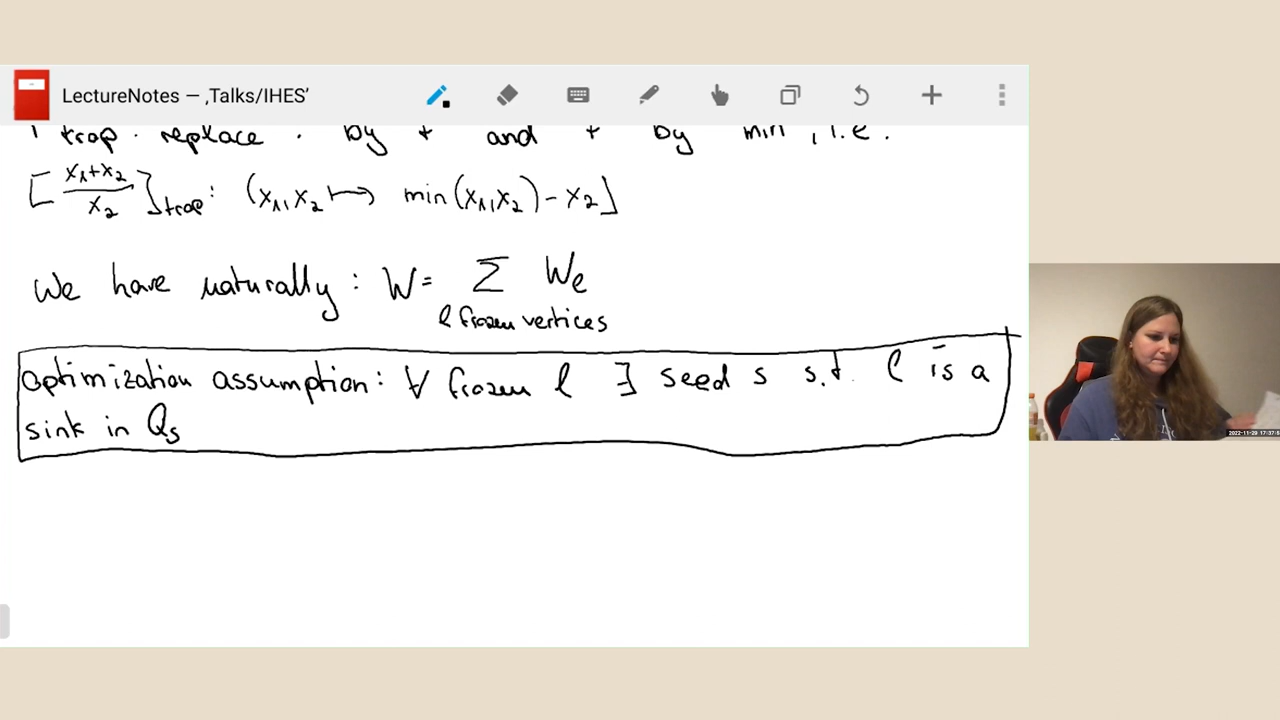 LectureNotes — ‚Talks/IHES'
trop. replace · by + and + by min, i.e.
[ (x₁+x₂)/x₂ ]trop: (x₁,x₂ ↦ min(x₁,x₂) - x₂]
We have naturally: W = Σ We
l frozen vertices
optimization assumption: ∀ frozen l ∃ seed s s.t. l is a
sink in Qs